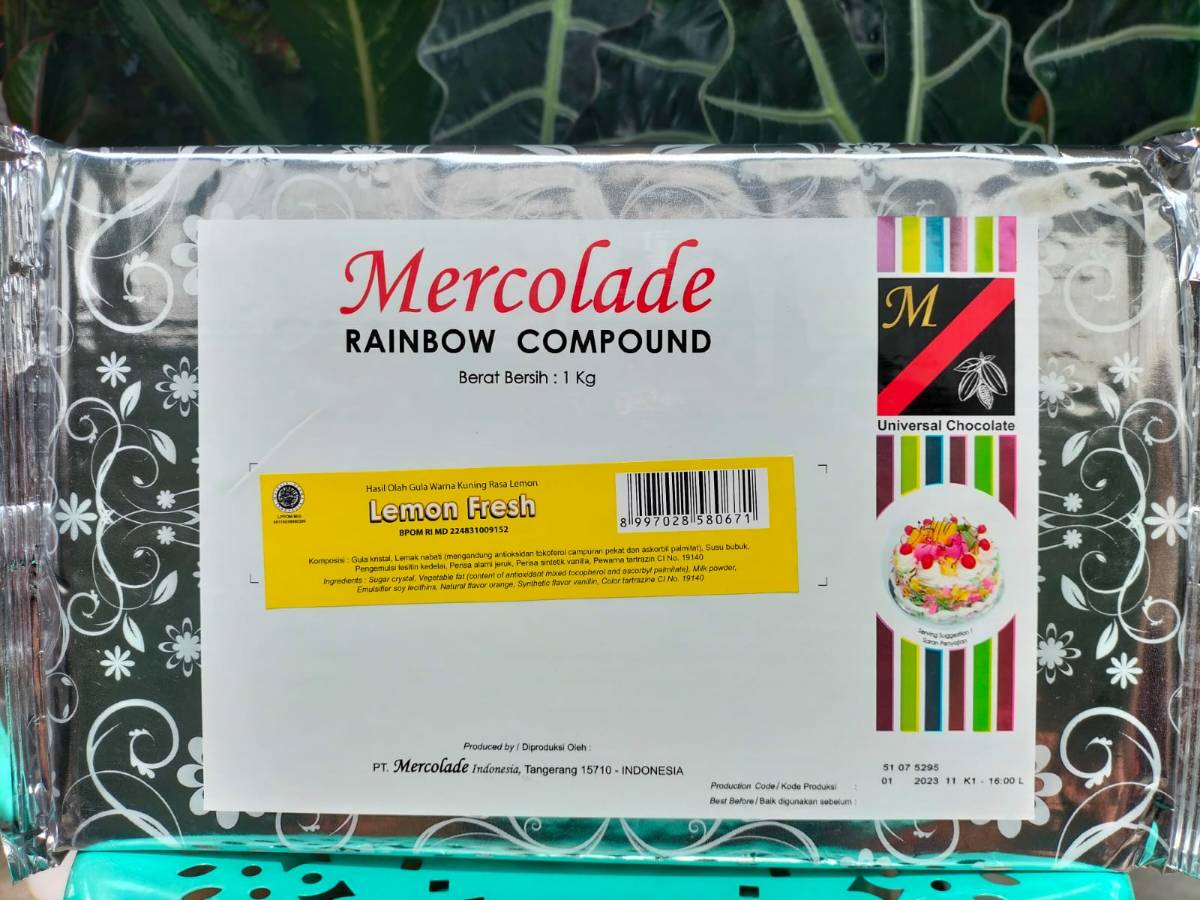 Mercolade
RAINBOW COMPOUND
Berat Bersih : 1 Kg
M
Universal Chocolate
Hasil Olah Gula Warna Kuning Rasa Lemon
Lemon Fresh
BPOM RI MD 224831009152
8 997028 580671
Komposisi : Gula kristal, Lemak nabati (mengandung antioksidan tokoferol campuran pekat dan askorbil palmitat), Susu bubuk,
Pengemulsi lesitin kedelai, Perisa alami jeruk, Perisa sintetik vanilla, Pewarna tartrazin CI No. 19140
Ingredients : Sugar crystal, Vegetable fat (content of antioxidant mixed tocopherol and ascorbyl palmitate), Milk powder,
Emulsifier soy lecithins, Natural flavor orange, Synthetic flavor vanillin, Color tartrazine CI No. 19140
Serving Suggestion /
Saran Penyajian
Produced by / Diproduksi Oleh :
PT. Mercolade Indonesia, Tangerang 15710 - INDONESIA
Production Code / Kode Produksi : 51 07 5295
Best Before / Baik digunakan sebelum : 01 2023 11 K1 - 16:00 L